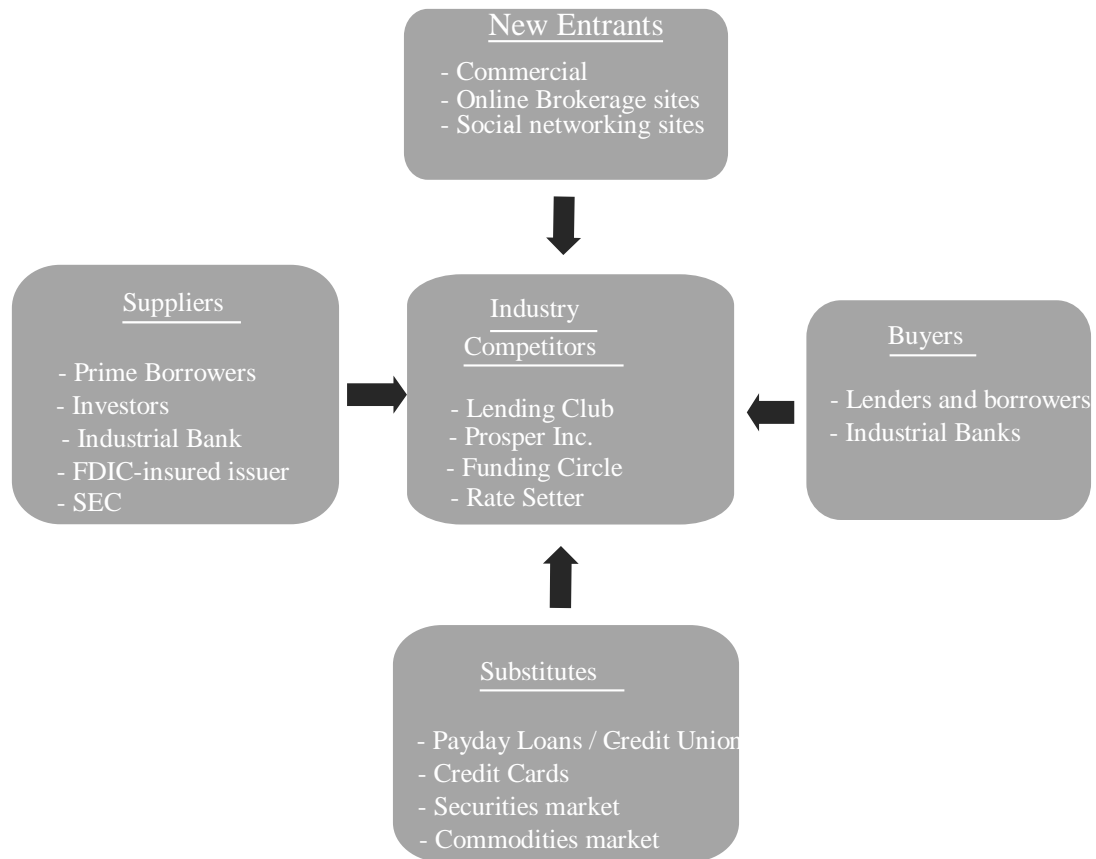 New Entrants
- Commercial
- Online Brokerage sites
- Social networking sites
Suppliers
- Prime Borrowers
- Investors
- Industrial Bank
- FDIC-insured issuer
- SEC
Industry
Competitors
- Lending Club
- Prosper Inc.
- Funding Circle
- Rate Setter
Buyers
- Lenders and borrowers
- Industrial Banks
Substitutes
- Payday Loans / Credit Union
- Credit Cards
- Securities market
- Commodities market